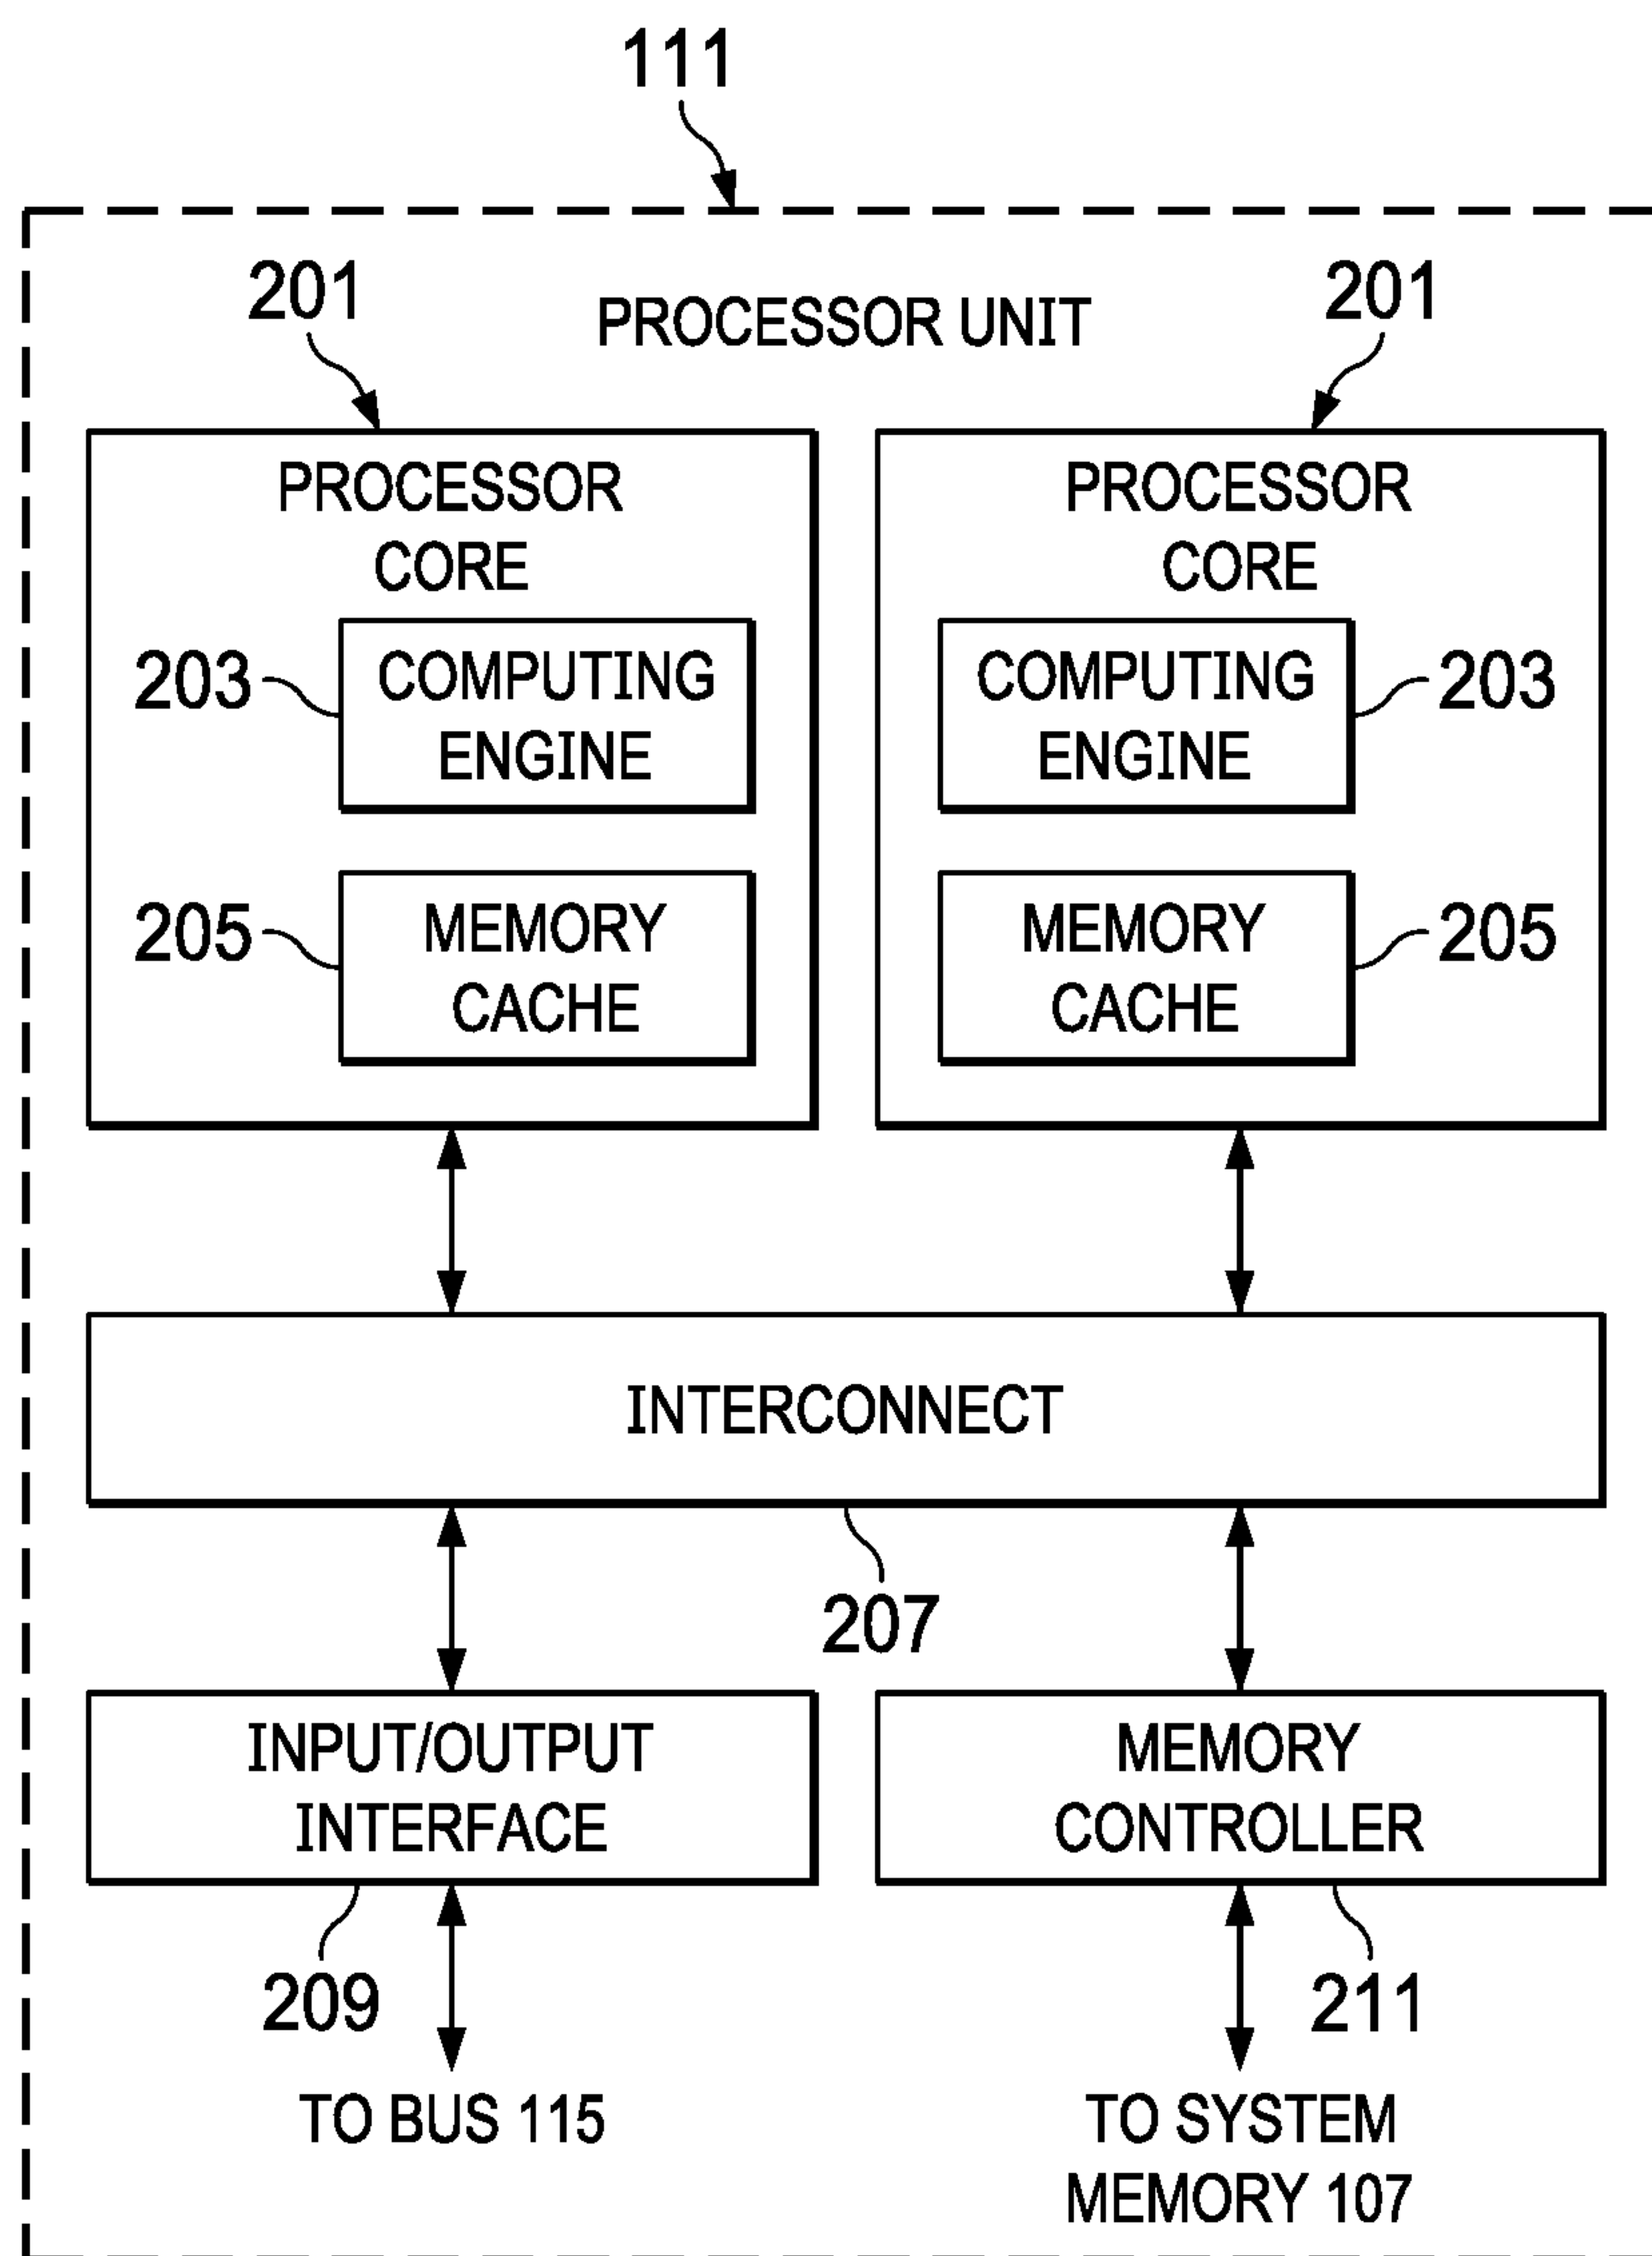 111
201
PROCESSOR UNIT
201
PROCESSOR
CORE
PROCESSOR
CORE
203
COMPUTING
ENGINE
COMPUTING
ENGINE
203
205
MEMORY
CACHE
MEMORY
CACHE
205
INTERCONNECT
207
INPUT/OUTPUT
INTERFACE
MEMORY
CONTROLLER
209
211
TO BUS 115
TO SYSTEM
MEMORY 107